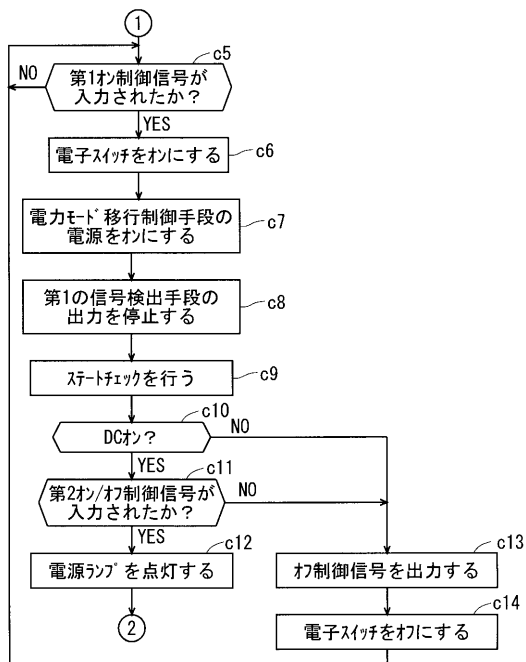 1
c5
NO
第1ｵﾝ制御信号が
入力されたか？
YES
電子ｽｲｯﾁをｵﾝにする
c6
電力ﾓｰﾄﾞ移行制御手段の
電源をｵﾝにする
c7
第1の信号検出手段の
出力を停止する
c8
ｽﾃｰﾄﾁｪｯｸを行う
c9
c10
DCｵﾝ？
NO
YES
c11
第2ｵﾝ/ｵﾌ制御信号が
入力されたか？
NO
YES
c12
電源ﾗﾝﾌﾟを点灯する
c13
ｵﾌ制御信号を出力する
c14
電子ｽｲｯﾁをｵﾌにする
2